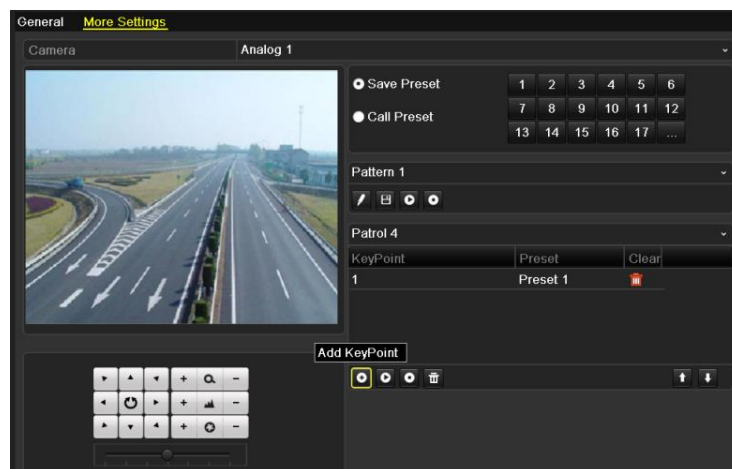 General More Settings
Camera Analog 1
Save Preset
Call Preset
1 2 3 4 5 6
7 8 9 10 11 12
13 14 15 16 17 ...
Pattern 1
Patrol 4
KeyPoint Preset Clear
1 Preset 1
Add KeyPoint